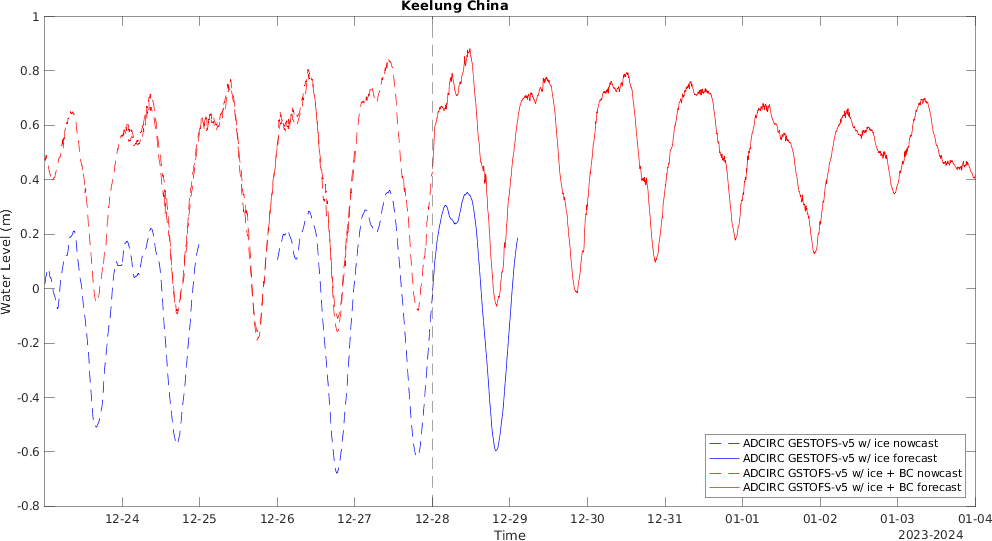 Keelung China
1
0.8
0.6
0.4
0.2
0
-0.2
-0.4
-0.6
-0.8
Water Level (m)
ADCIRC GESTOFS-v5 w/ ice nowcast
ADCIRC GESTOFS-v5 w/ ice forecast
ADCIRC GSTOFS-v5 w/ ice + BC nowcast
ADCIRC GSTOFS-v5 w/ ice + BC forecast
12-24 12-25 12-26 12-27 12-28 12-29 12-30 12-31 01-01 01-02 01-03 01-04
Time
2023-2024